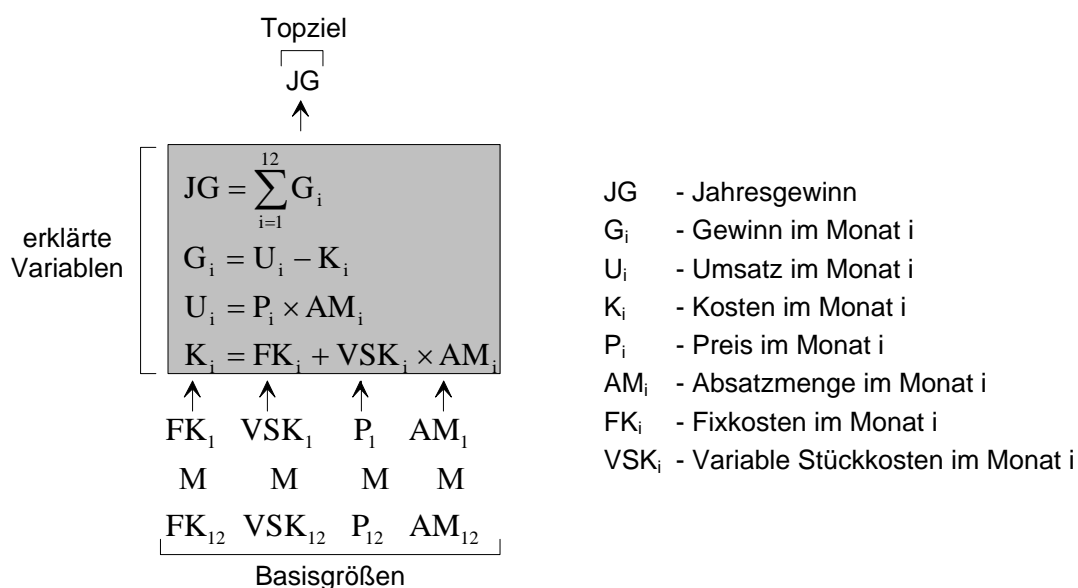 Topziel
JG
erklärte
Variablen
JG = ∑_{i=1}^{12} G_i
G_i = U_i − K_i
U_i = P_i × AM_i
K_i = FK_i + VSK_i × AM_i
FK_1 VSK_1 P_1 AM_1
M M M M
FK_12 VSK_12 P_12 AM_12
Basisgrößen
JG - Jahresgewinn
G_i - Gewinn im Monat i
U_i - Umsatz im Monat i
K_i - Kosten im Monat i
P_i - Preis im Monat i
AM_i - Absatzmenge im Monat i
FK_i - Fixkosten im Monat i
VSK_i - Variable Stückkosten im Monat i